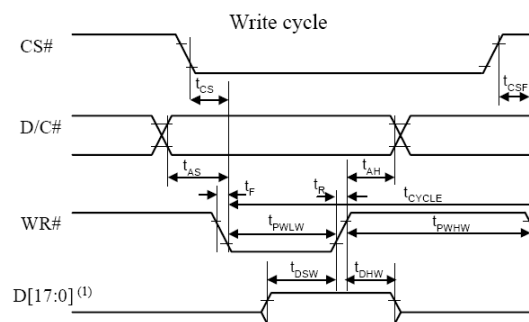 Write cycle
CS#
tCS
tCSF
D/C#
tAS
tAH
tF
tR
tCYCLE
WR#
tPWLW
tPWHW
tDSW
tDHW
D[17:0] (1)